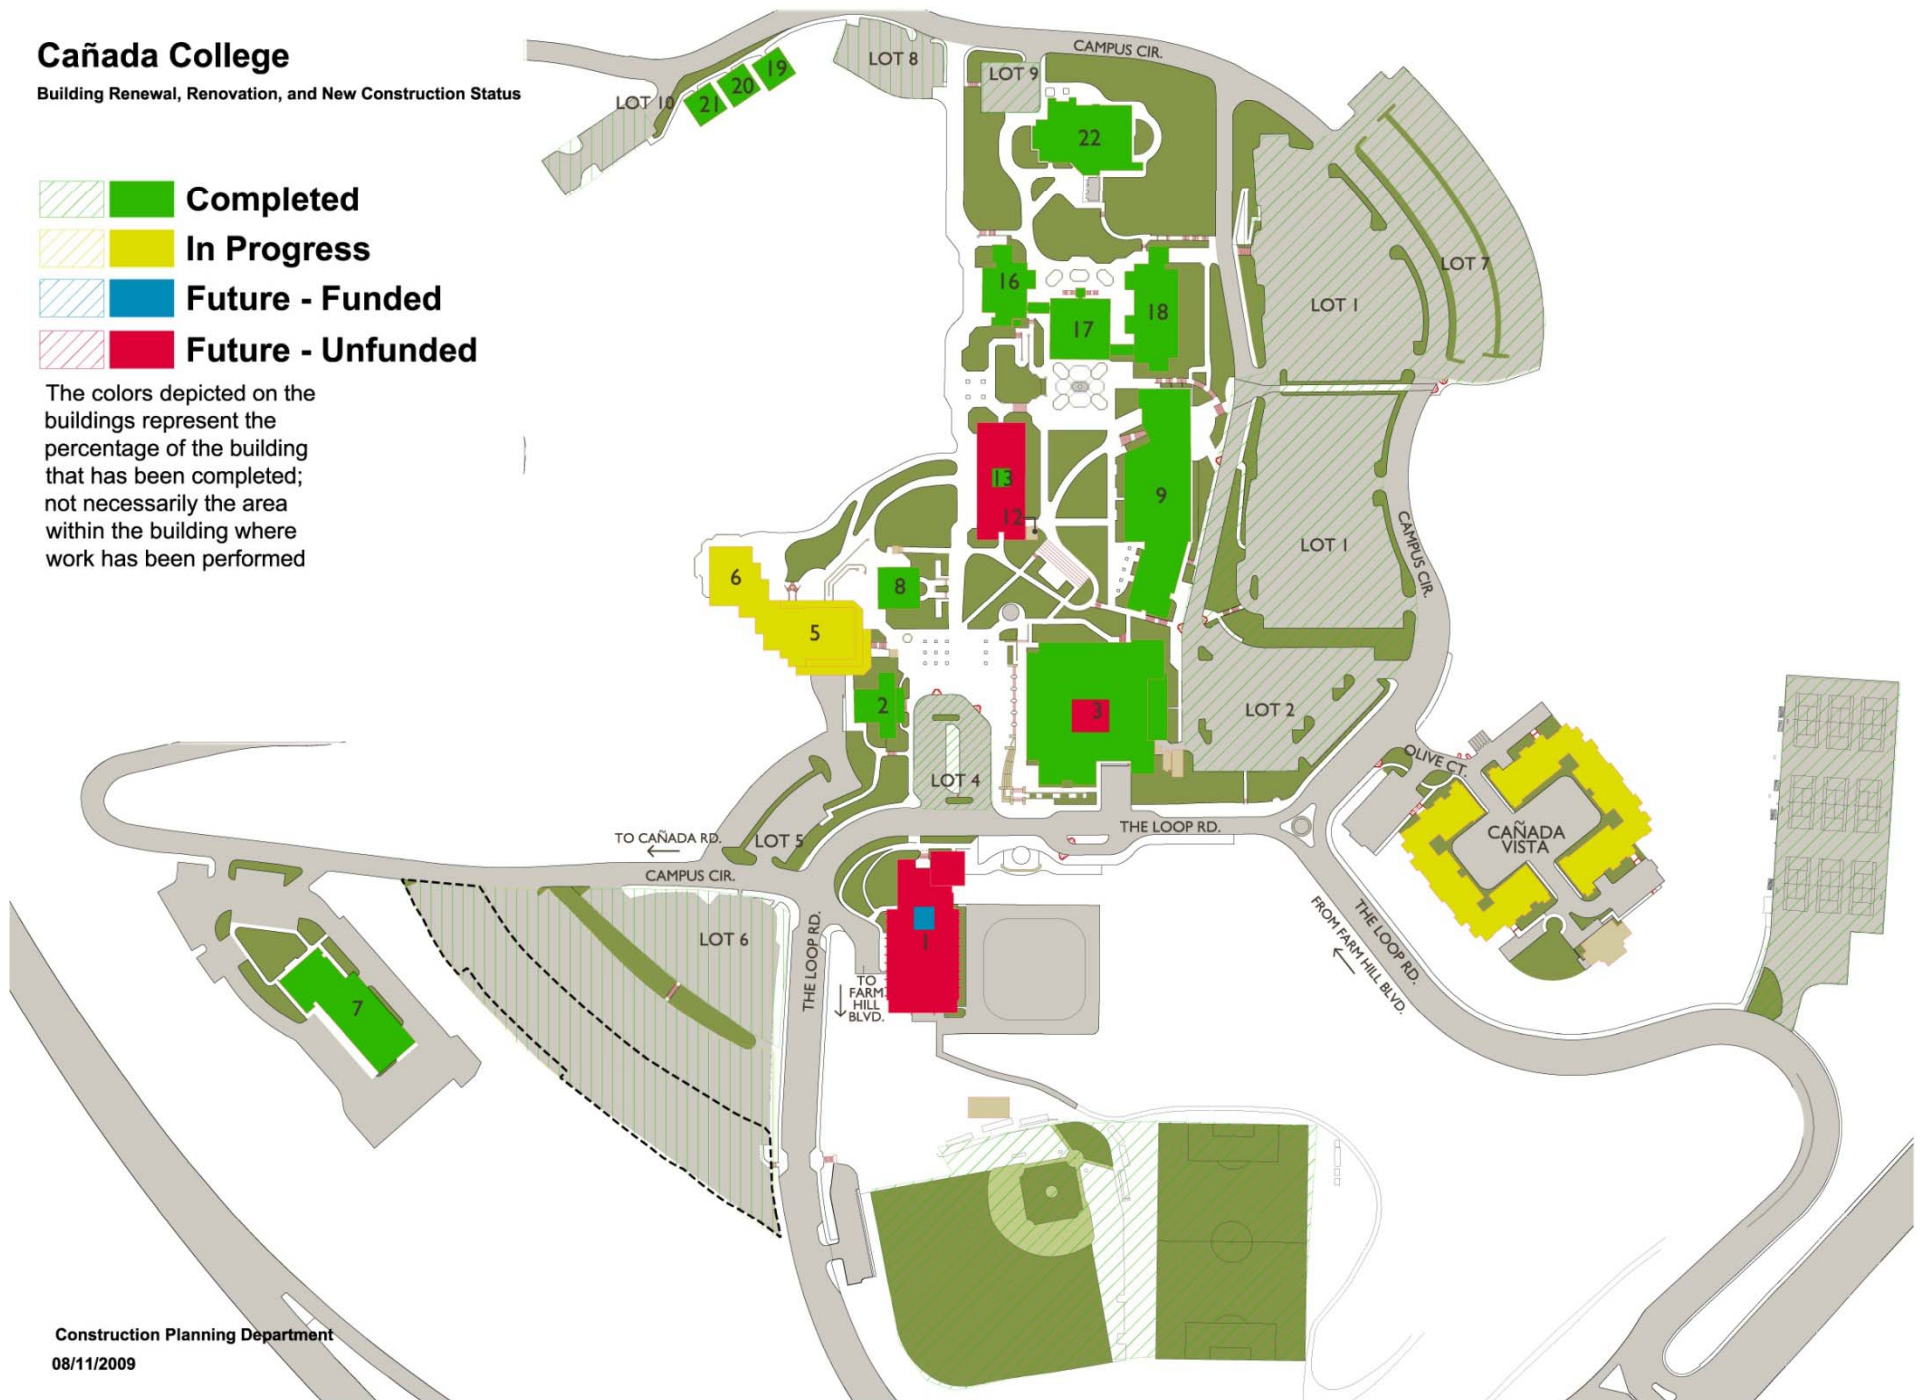 Cañada College
Building Renewal, Renovation, and New Construction Status
Completed
In Progress
Future - Funded
Future - Unfunded
The colors depicted on the
buildings represent the
percentage of the building
that has been completed;
not necessarily the area
within the building where
work has been performed
CAMPUS CIR.
LOT 8
LOT 9
LOT 10
19
20
21
22
16
17
18
LOT 7
LOT 1
13
12
9
LOT 1
CAMPUS CIR.
6
5
8
2
3
LOT 2
LOT 4
OLIVE CT.
CAÑADA
VISTA
THE LOOP RD.
TO CAÑADA RD.
LOT 5
CAMPUS CIR.
LOT 6
THE LOOP RD.
1
TO
FARM
HILL
BLVD.
THE LOOP RD.
FROM FARM HILL BLVD.
7
Construction Planning Department
08/11/2009